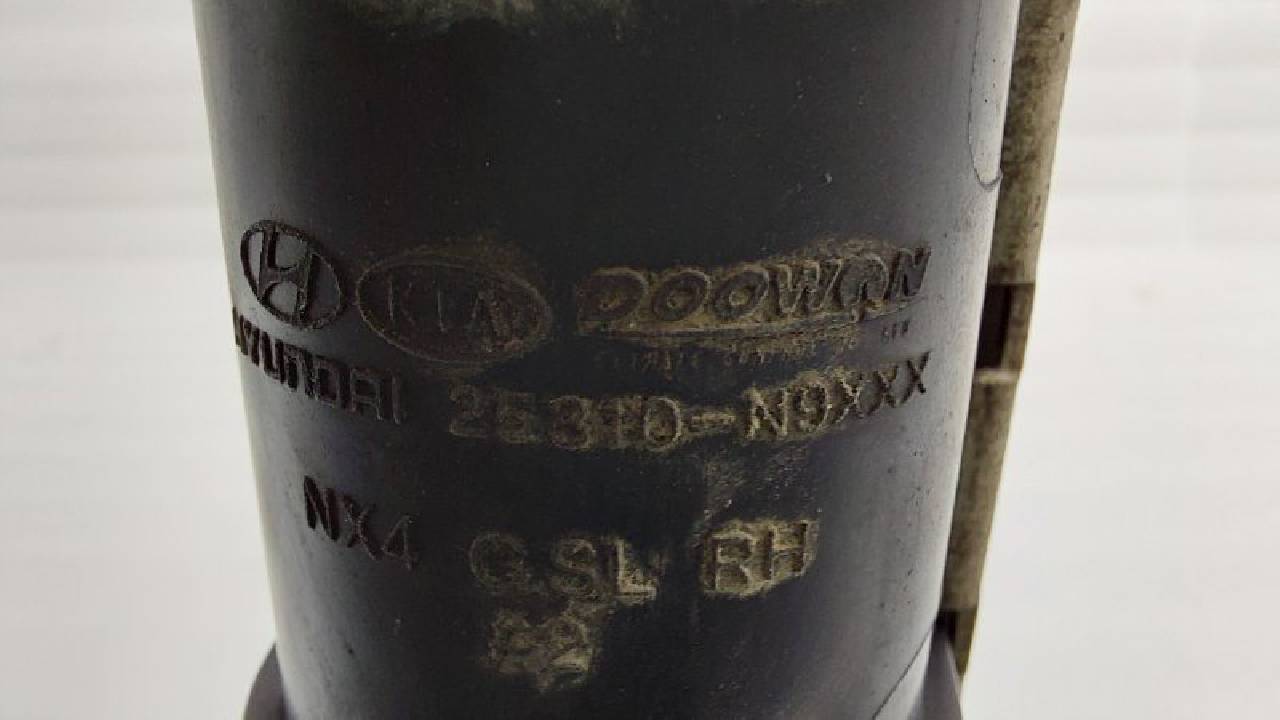 KIA DOOWON
HYUNDAI 25310-N9XXX
NX4 GSL RH